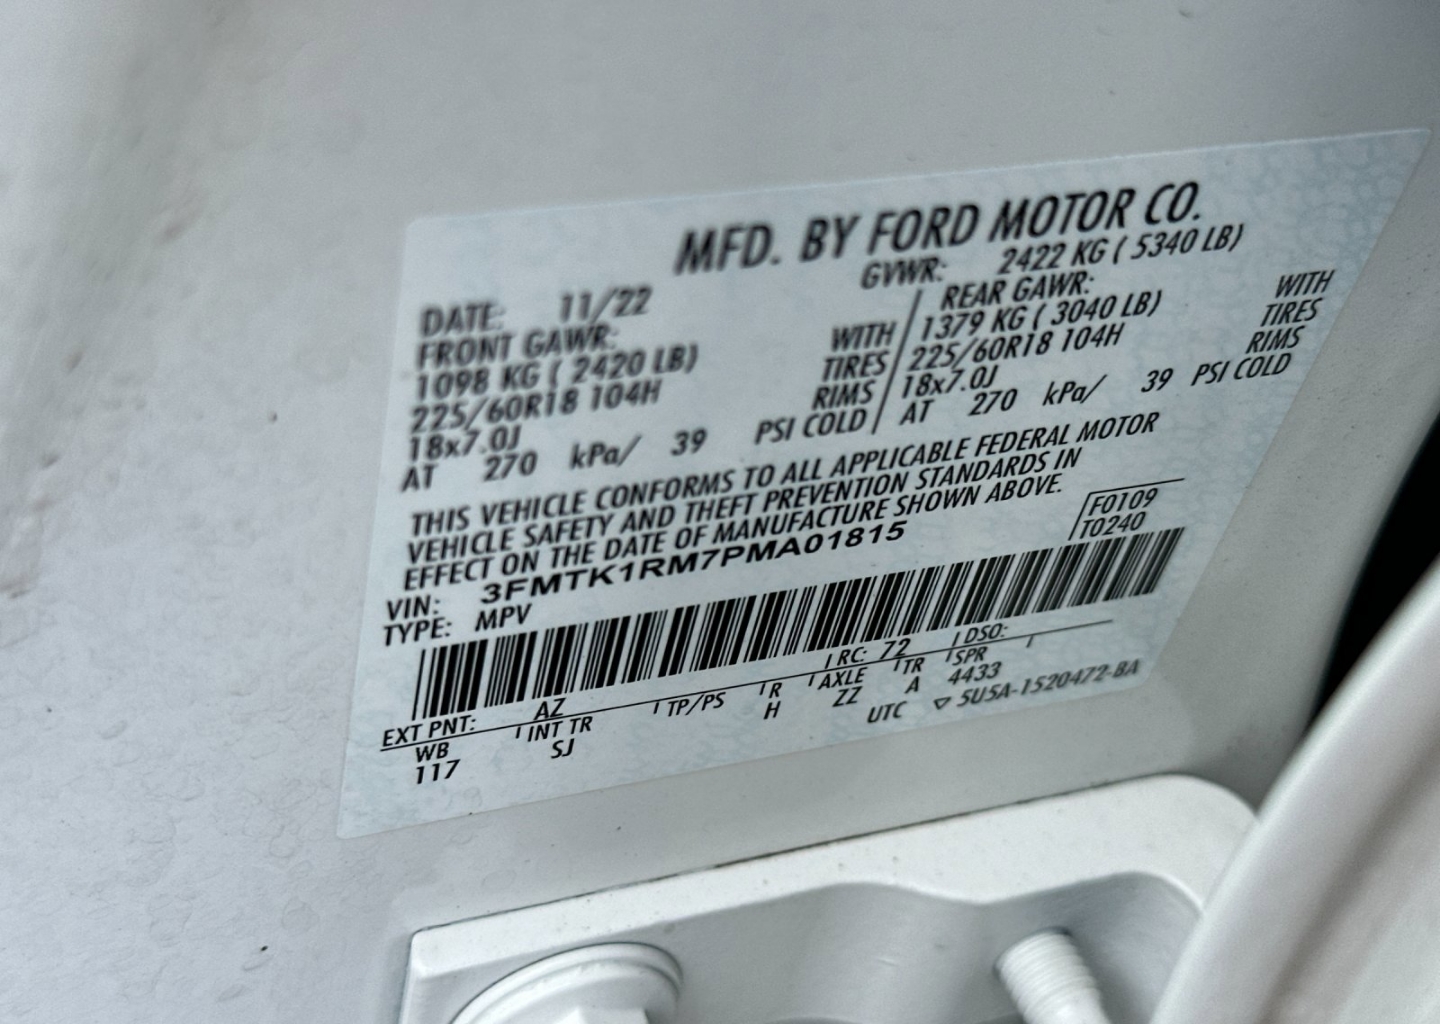 MFD. BY FORD MOTOR CO.
DATE: 11/22 GVWR: 2422 KG ( 5340 LB)
FRONT GAWR: REAR GAWR:
1098 KG ( 2420 LB) WITH 1379 KG ( 3040 LB) WITH
225/60R18 104H TIRES 225/60R18 104H TIRES
18x7.0J RIMS 18x7.0J RIMS
AT 270 kPa/ 39 PSI COLD AT 270 kPa/ 39 PSI COLD
THIS VEHICLE CONFORMS TO ALL APPLICABLE FEDERAL MOTOR
VEHICLE SAFETY AND THEFT PREVENTION STANDARDS IN
EFFECT ON THE DATE OF MANUFACTURE SHOWN ABOVE.
VIN: 3FMTK1RM7PMA01815 F0109
TYPE: MPV T0240
EXT PNT: AZ RC: 72 DSO:
WB INT TR TP/PS R AXLE TR SPR
117 SJ H ZZ A 4433
UTC ▽ 5U5A-1520472-BA